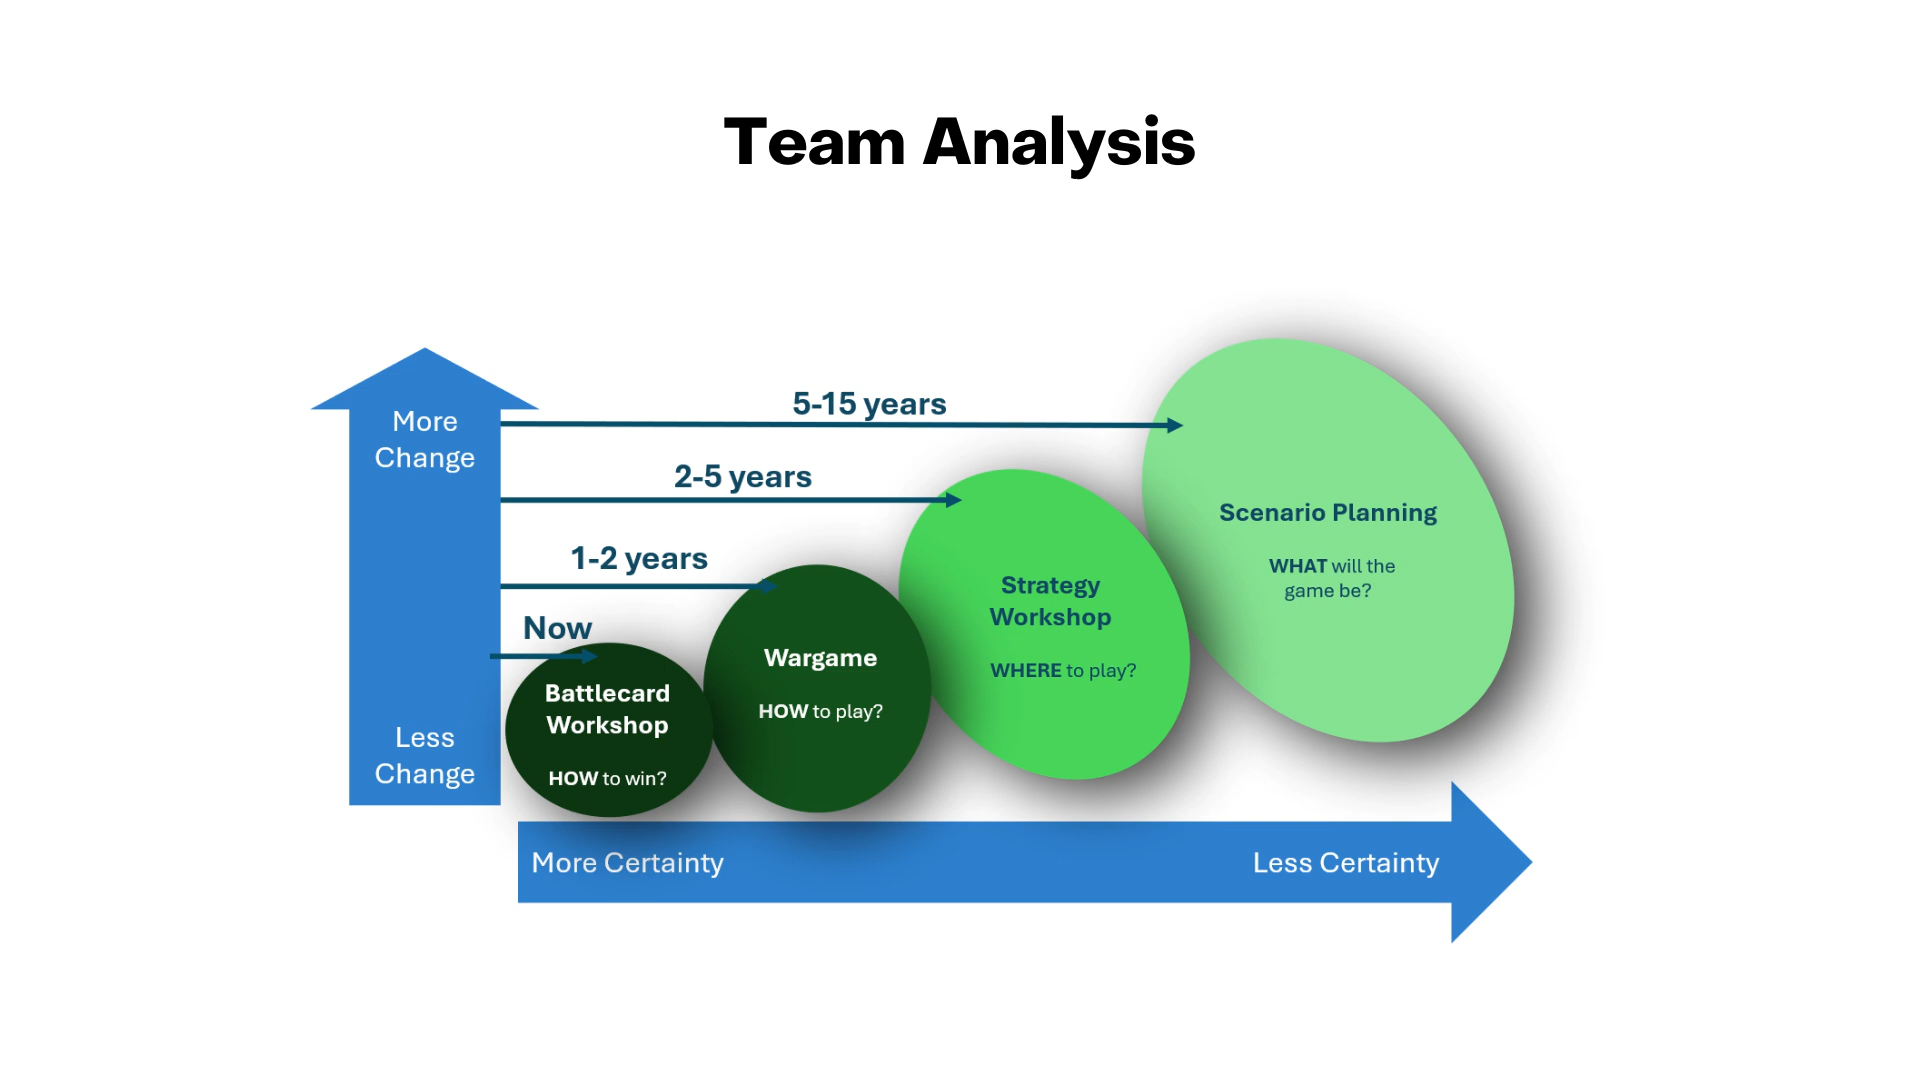 Team Analysis
More
Change
Less
Change
5-15 years
2-5 years
1-2 years
Now
Battlecard
Workshop
HOW to win?
Wargame
HOW to play?
Strategy
Workshop
WHERE to play?
Scenario Planning
WHAT will the
game be?
More Certainty
Less Certainty